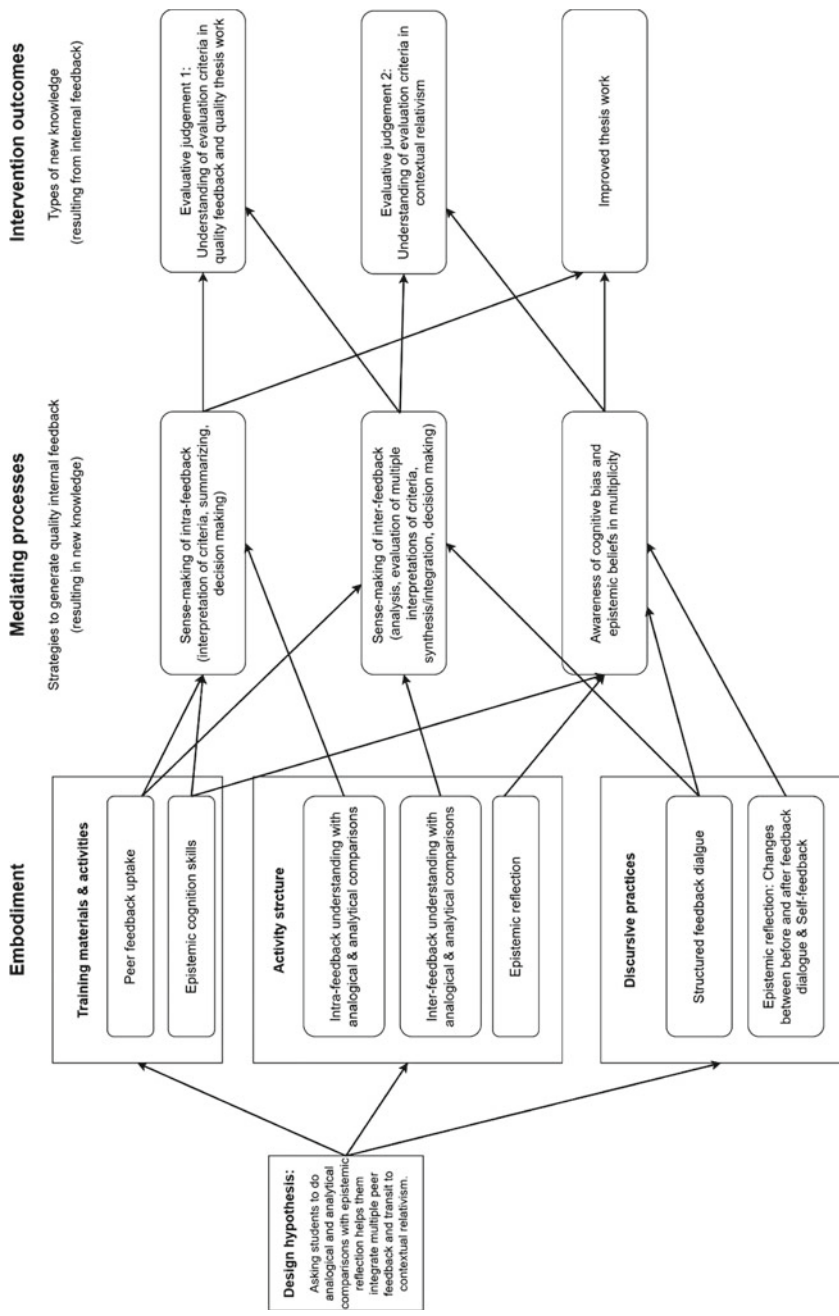 Embodiment
Mediating processes
Intervention outcomes
Strategies to generate quality internal feedback
(resulting in new knowledge)
Types of new knowledge
(resulting from internal feedback)
Design hypothesis:
Asking students to do
analogical and analytical
comparisons with epistemic
reflection helps them
integrate multiple peer
feedback and transit to
contextual relativism.
Training materials & activities
Peer feedback uptake
Epistemic cognition skills
Activity strcture
Intra-feedback understanding with
analogical & analytical comparisons
Inter-feedback understanding with
analogical & analytical comparisons
Epistemic reflection
Discursive practices
Structured feedback dialgue
Epistemic reflection: Changes
between before and after feedback
dialogue & Self-feedback
Sense-making of intra-feedback
(interpretation of criteria, summarizing,
decision making)
Sense-making of inter-feedback
(analysis, evaluation of multiple
interpretations of criteria,
synthesis/integration, decision making)
Awareness of cognitive bias and
epistemic beliefs in multiplicity
Evaluative judgement 1:
Understanding of evaluation criteria in
quality feedback and quality thesis work
Evaluative judgement 2:
Understanding of evaluation criteria in
contextual relativism
Improved thesis work